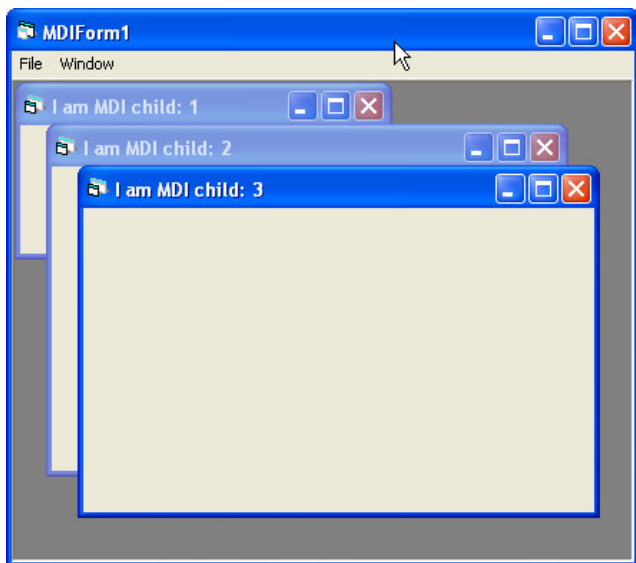 MDIForm1
File Window
I am MDI child: 1
I am MDI child: 2
I am MDI child: 3